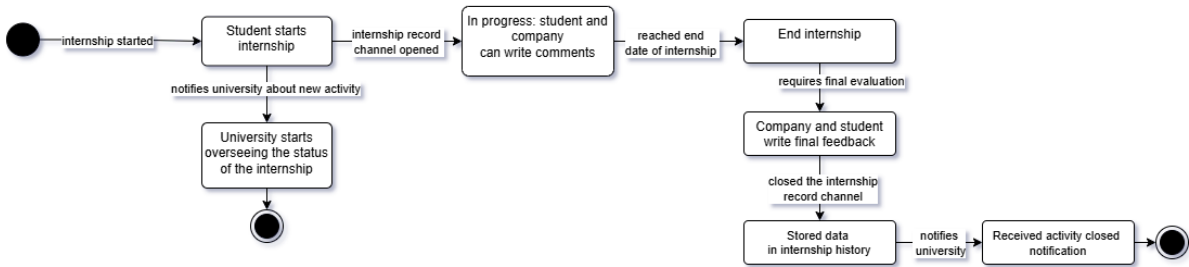 internship started
Student starts
internship
internship record
channel opened
In progress: student and
company
can write comments
reached end
date of internship
End internship
notifies university about new activity
requires final evaluation
University starts
overseeing the status
of the internship
Company and student
write final feedback
closed the internship
record channel
Stored data
in internship history
notifies
university
Received activity closed
notification